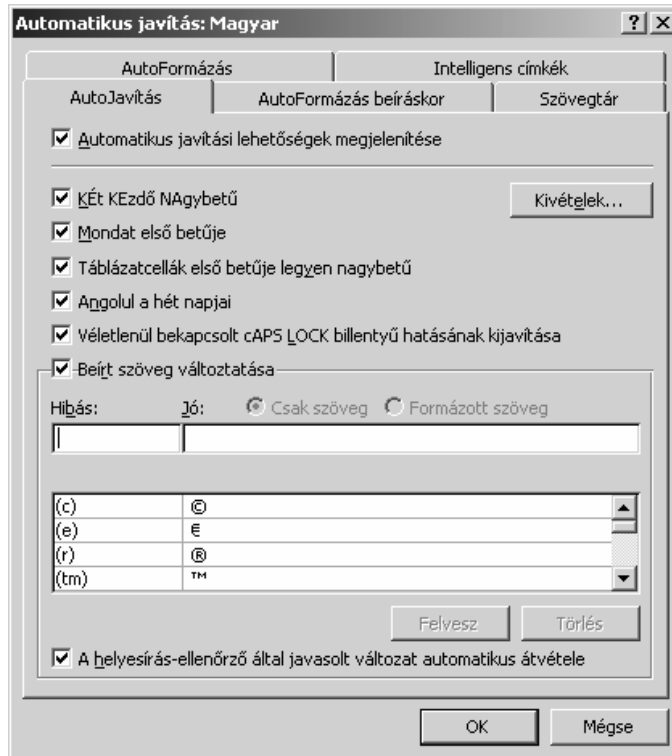 Automatikus javítás: Magyar
AutoFormázás Intelligens címkék
AutoJavítás AutoFormázás beíráskor Szövegtár
Automatikus javítási lehetőségek megjelenítése
KÉt KEzdő NAgybetű Kivételek...
Mondat első betűje
Táblázatcellák első betűje legyen nagybetű
Angolul a hét napjai
Véletlenül bekapcsolt cAPS LOCK billentyű hatásának kijavítása
Beírt szöveg változtatása
Hibás: Jó: Csak szöveg Formázott szöveg
(c) ©
(e) €
(r) ®
(tm) ™
Felvesz Törlés
A helyesírás-ellenőrző által javasolt változat automatikus átvétele
OK Mégse